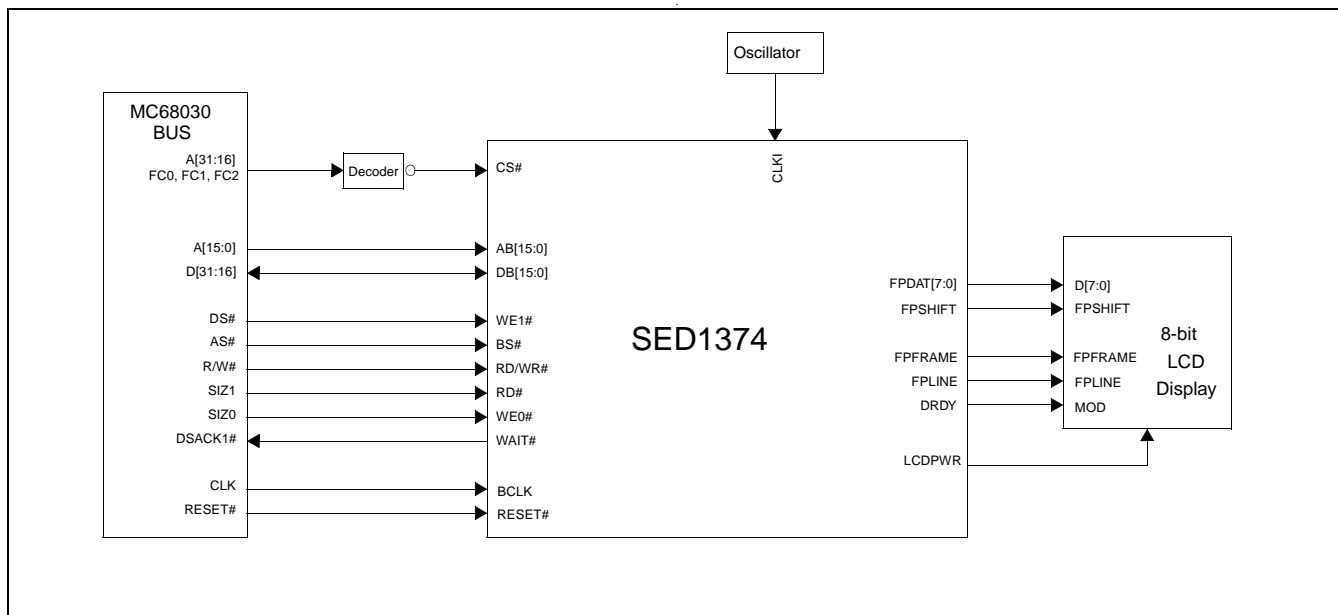 Oscillator
MC68030
BUS
A[31:16]
FC0, FC1, FC2
Decoder
CS#
CLKI
A[15:0]
AB[15:0]
D[31:16]
DB[15:0]
FPDAT[7:0]
D[7:0]
FPSHIFT
FPSHIFT
DS#
WE1#
SED1374
8-bit
LCD
Display
AS#
BS#
R/W#
RD/WR#
FPFRAME
FPFRAME
SIZ1
RD#
FPLINE
FPLINE
SIZ0
WE0#
DRDY
MOD
DSACK1#
WAIT#
LCDPWR
CLK
BCLK
RESET#
RESET#